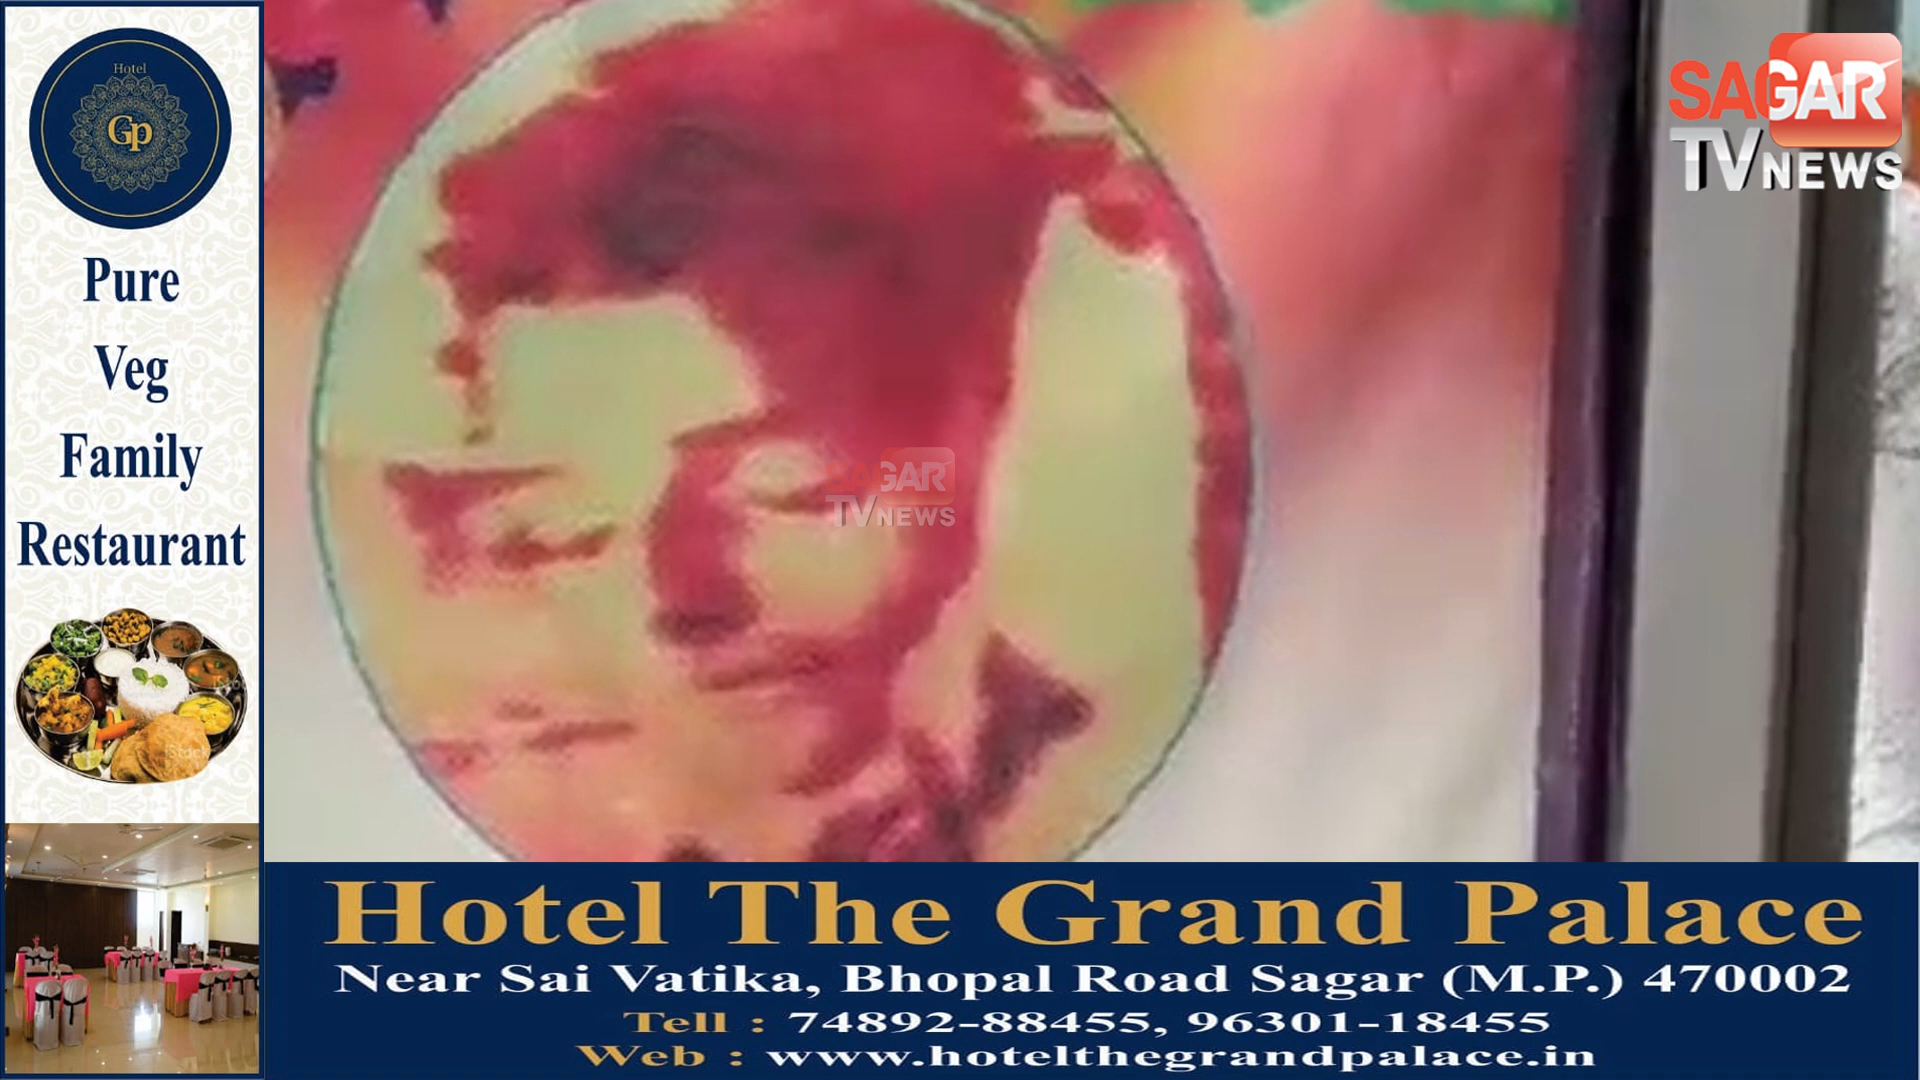 Hotel
Gp
Pure
Veg
Family
Restaurant
iStock
SAGAR
TV NEWS
SAGAR
TV NEWS
Hotel The Grand Palace
Near Sai Vatika, Bhopal Road Sagar (M.P.) 470002
Tell : 74892-88455, 96301-18455
Web : www.hotelthegrandpalace.in